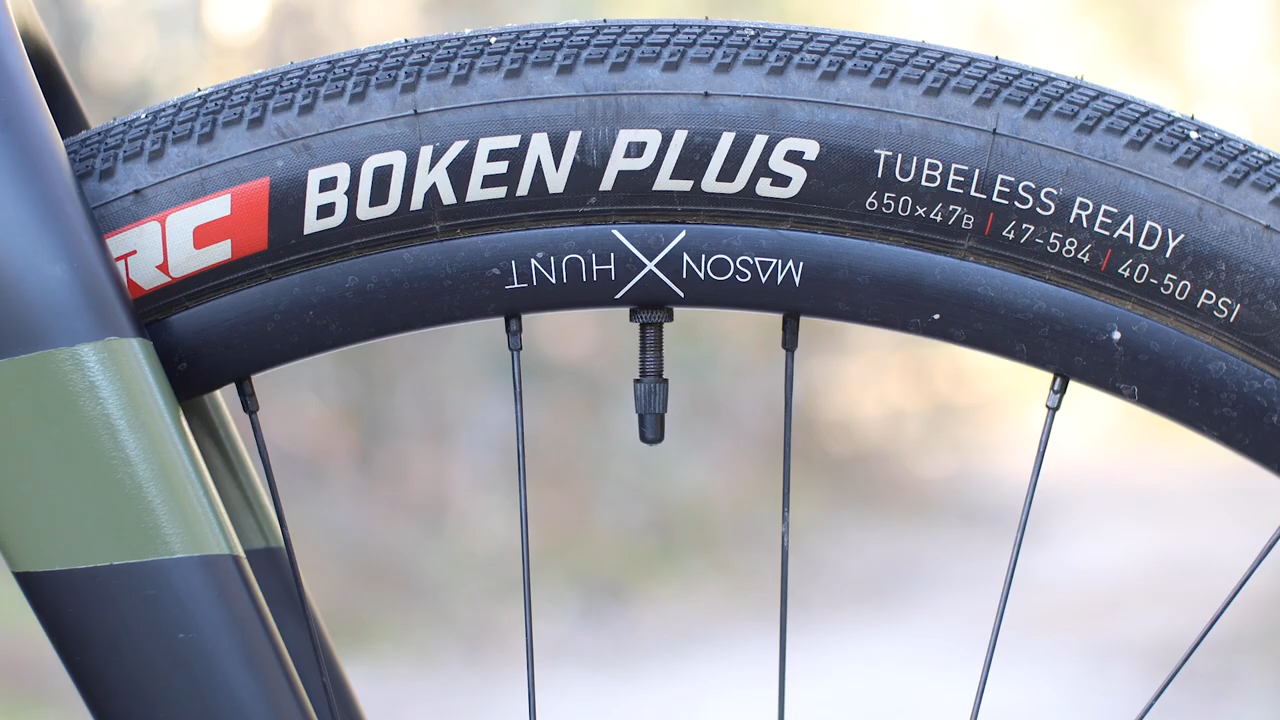 RC
BOKEN PLUS
TUBELESS READY
650×47B | 47-584 | 40-50 PSI
MASON X HUNT